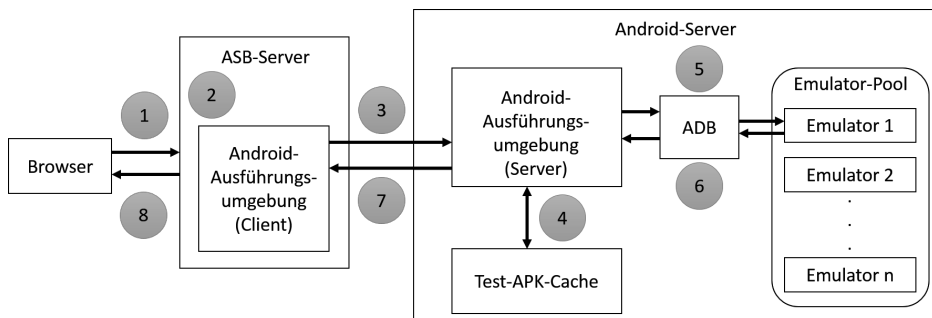 Android-Server
ASB-Server
1
2
3
5
Browser
Android-
Ausführungs-
umgebung
(Client)
Android-
Ausführungs-
umgebung
(Server)
ADB
Emulator-Pool
Emulator 1
Emulator 2
.
.
.
Emulator n
8
7
4
6
Test-APK-Cache